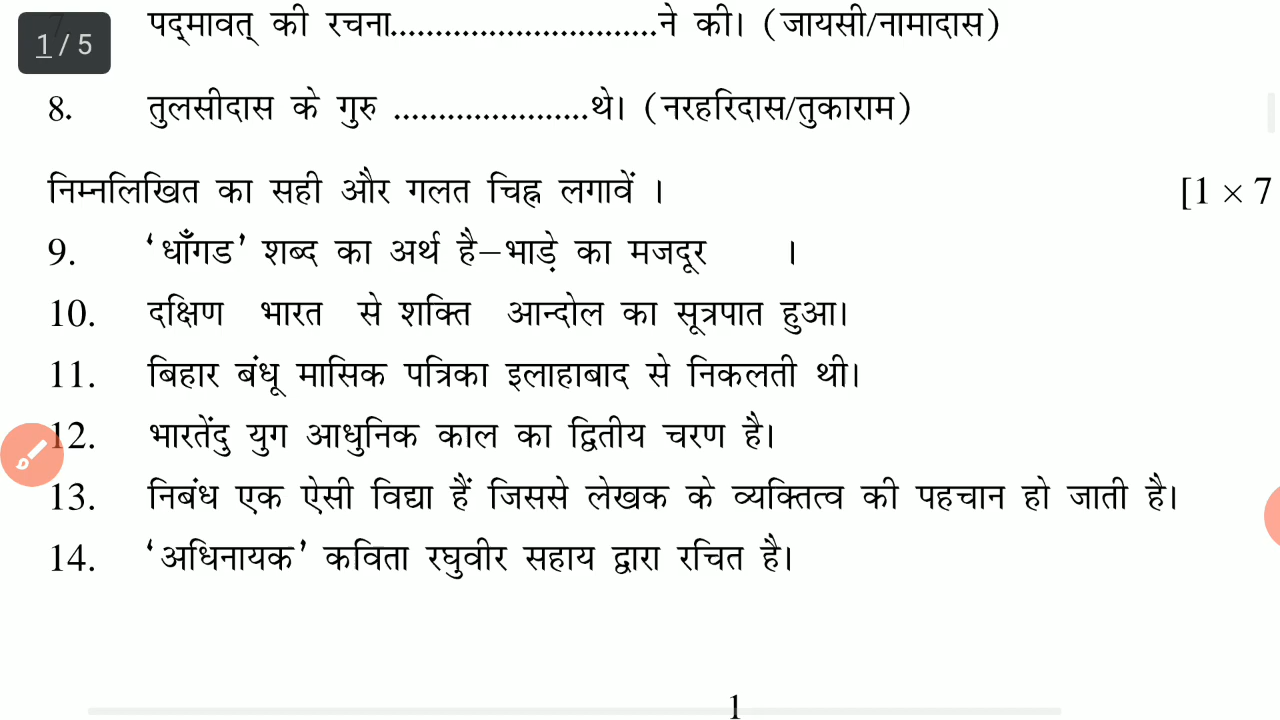 1 / 5
7 पद्मावत् की रचना.............................ने की। (जायसी/नामादास)
8. तुलसीदास के गुरु ......................थे। (नरहरिदास/तुकाराम)
निम्नलिखित का सही और गलत चिह्न लगावें । [1 × 7
9. ‘धाँगड’ शब्द का अर्थ है–भाड़े का मजदूर ।
10. दक्षिण भारत से शक्ति आन्दोल का सूत्रपात हुआ।
11. बिहार बंधू मासिक पत्रिका इलाहाबाद से निकलती थी।
12. भारतेंदु युग आधुनिक काल का द्वितीय चरण है।
13. निबंध एक ऐसी विद्या हैं जिससे लेखक के व्यक्तित्व की पहचान हो जाती है।
14. ‘अधिनायक’ कविता रघुवीर सहाय द्वारा रचित है।
1